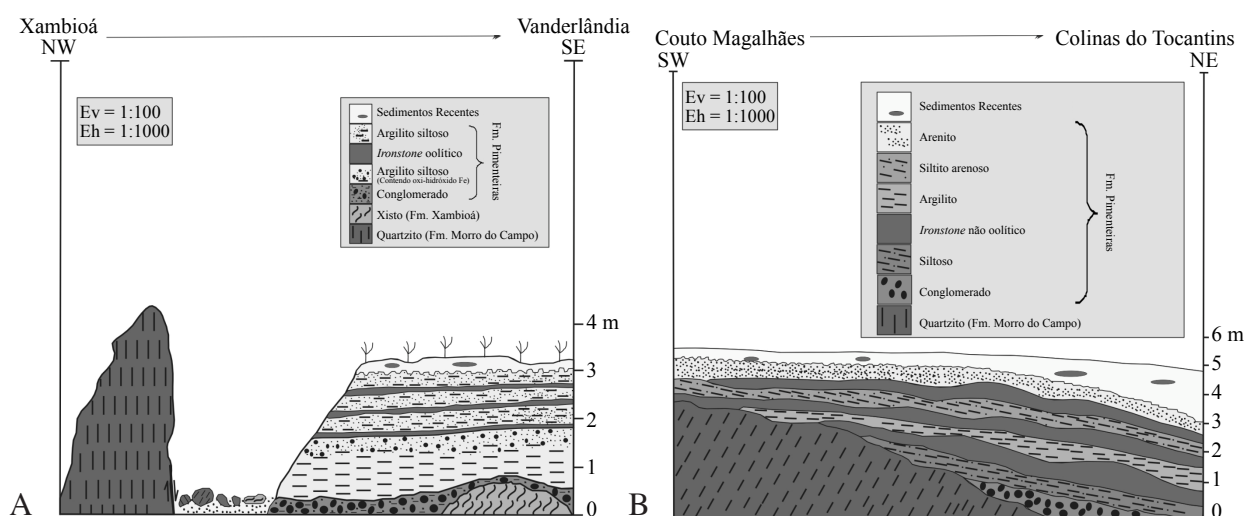 Xambioá
NW
Vanderlândia
SE
Ev = 1:100
Eh = 1:1000
Sedimentos Recentes
Argilito siltoso
Ironstone oolítico
Argilito siltoso
(Contendo oxi-hidróxido Fe)
Conglomerado
Xisto (Fm. Xambioá)
Quartzito (Fm. Morro do Campo)
Fm. Pimenteiras
4 m
3
2
1
0
A
Couto Magalhães
SW
Colinas do Tocantins
NE
Ev = 1:100
Eh = 1:1000
Sedimentos Recentes
Arenito
Siltito arenoso
Argilito
Ironstone não oolítico
Siltoso
Conglomerado
Quartzito (Fm. Morro do Campo)
Fm. Pimenteiras
6 m
5
4
3
2
1
0
B